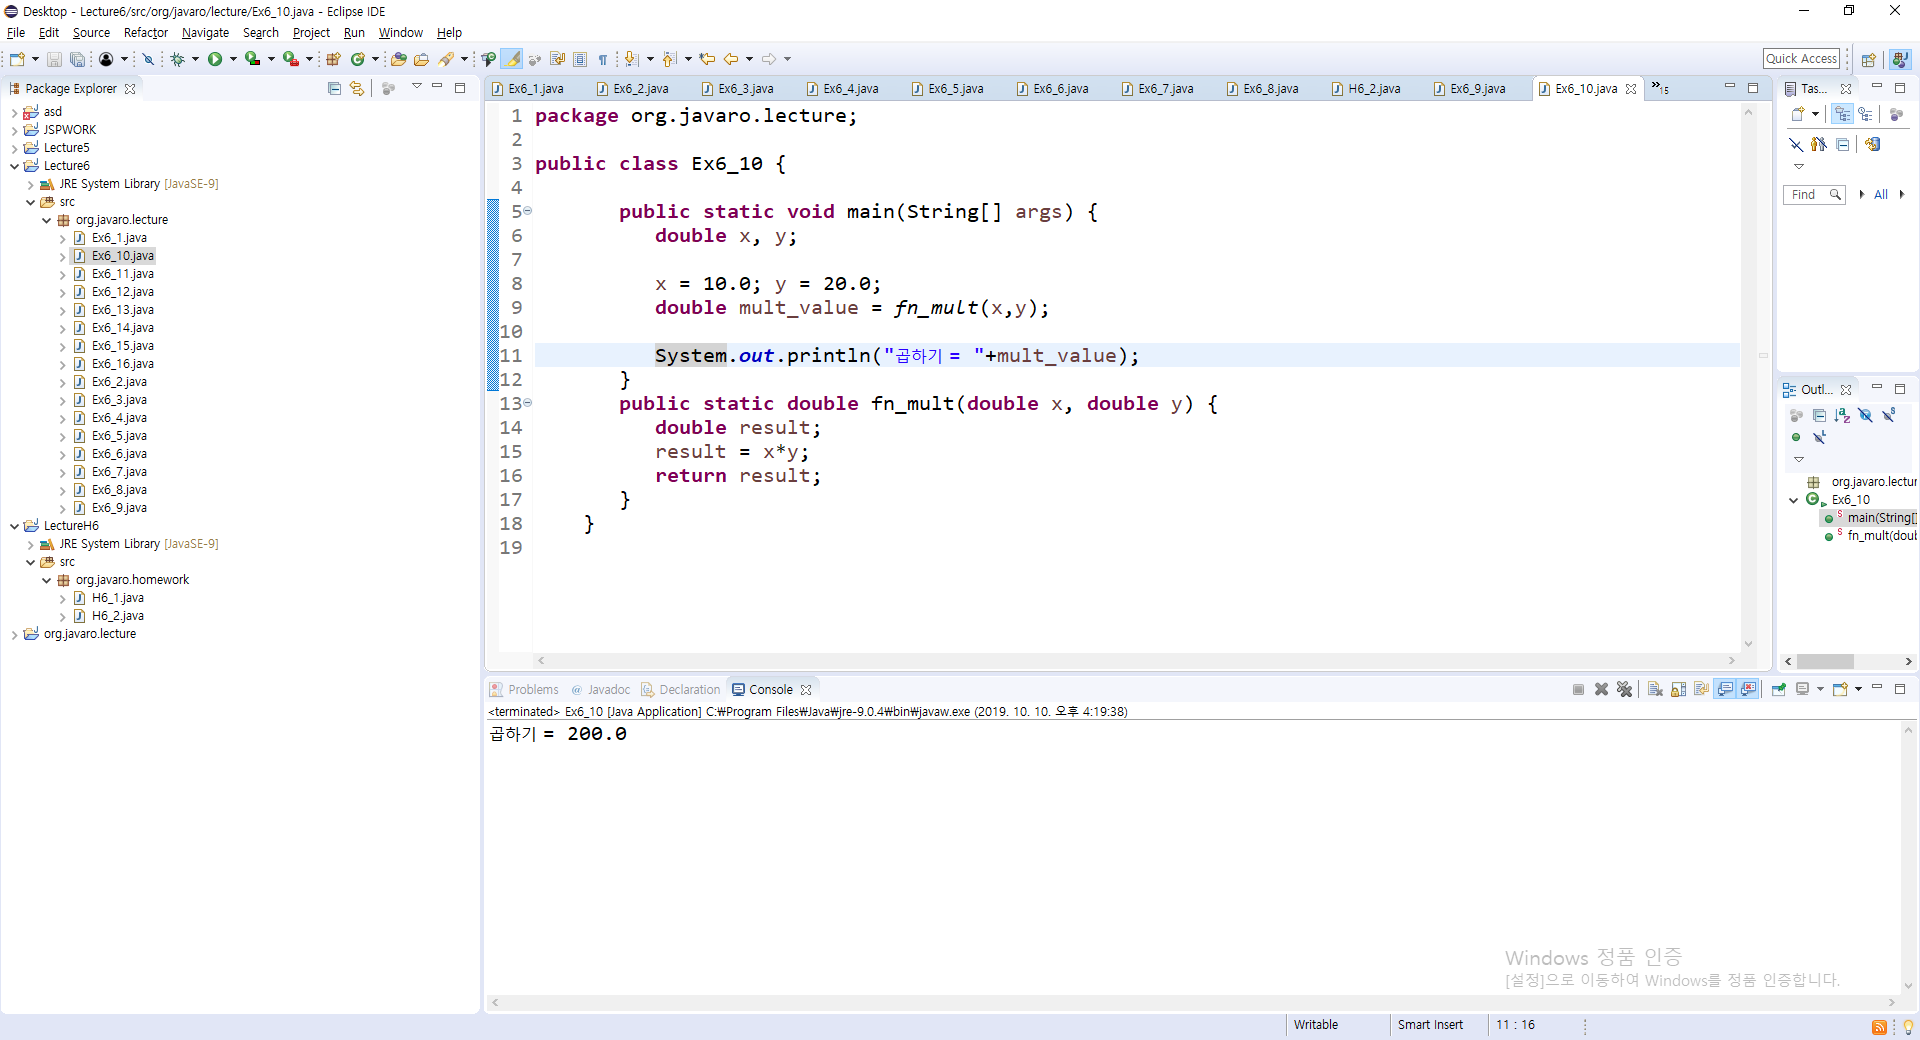 Desktop - Lecture6/src/org/javaro/lecture/Ex6_10.java - Eclipse IDE
File Edit Source Refactor Navigate Search Project Run Window Help
Quick Access
Package Explorer
asd
JSPWORK
Lecture5
Lecture6
JRE System Library [JavaSE-9]
src
org.javaro.lecture
Ex6_1.java
Ex6_10.java
Ex6_11.java
Ex6_12.java
Ex6_13.java
Ex6_14.java
Ex6_15.java
Ex6_16.java
Ex6_2.java
Ex6_3.java
Ex6_4.java
Ex6_5.java
Ex6_6.java
Ex6_7.java
Ex6_8.java
Ex6_9.java
LectureH6
JRE System Library [JavaSE-9]
src
org.javaro.homework
H6_1.java
H6_2.java
org.javaro.lecture
Ex6_1.java Ex6_2.java Ex6_3.java Ex6_4.java Ex6_5.java Ex6_6.java Ex6_7.java Ex6_8.java H6_2.java Ex6_9.java Ex6_10.java »15
1 package org.javaro.lecture;
2
3 public class Ex6_10 {
4
5 public static void main(String[] args) {
6 double x, y;
7
8 x = 10.0; y = 20.0;
9 double mult_value = fn_mult(x,y);
10
11 System.out.println("곱하기 = "+mult_value);
12 }
13 public static double fn_mult(double x, double y) {
14 double result;
15 result = x*y;
16 return result;
17 }
18 }
19
Tas...
Find All
Outl...
org.javaro.lectur
Ex6_10
main(String[]
fn_mult(doul
Problems @ Javadoc Declaration Console
<terminated> Ex6_10 [Java Application] C:₩Program Files₩Java₩jre-9.0.4₩bin₩javaw.exe (2019. 10. 10. 오후 4:19:38)
곱하기 = 200.0
Windows 정품 인증
[설정]으로 이동하여 Windows를 정품 인증합니다.
Writable Smart Insert 11 : 16